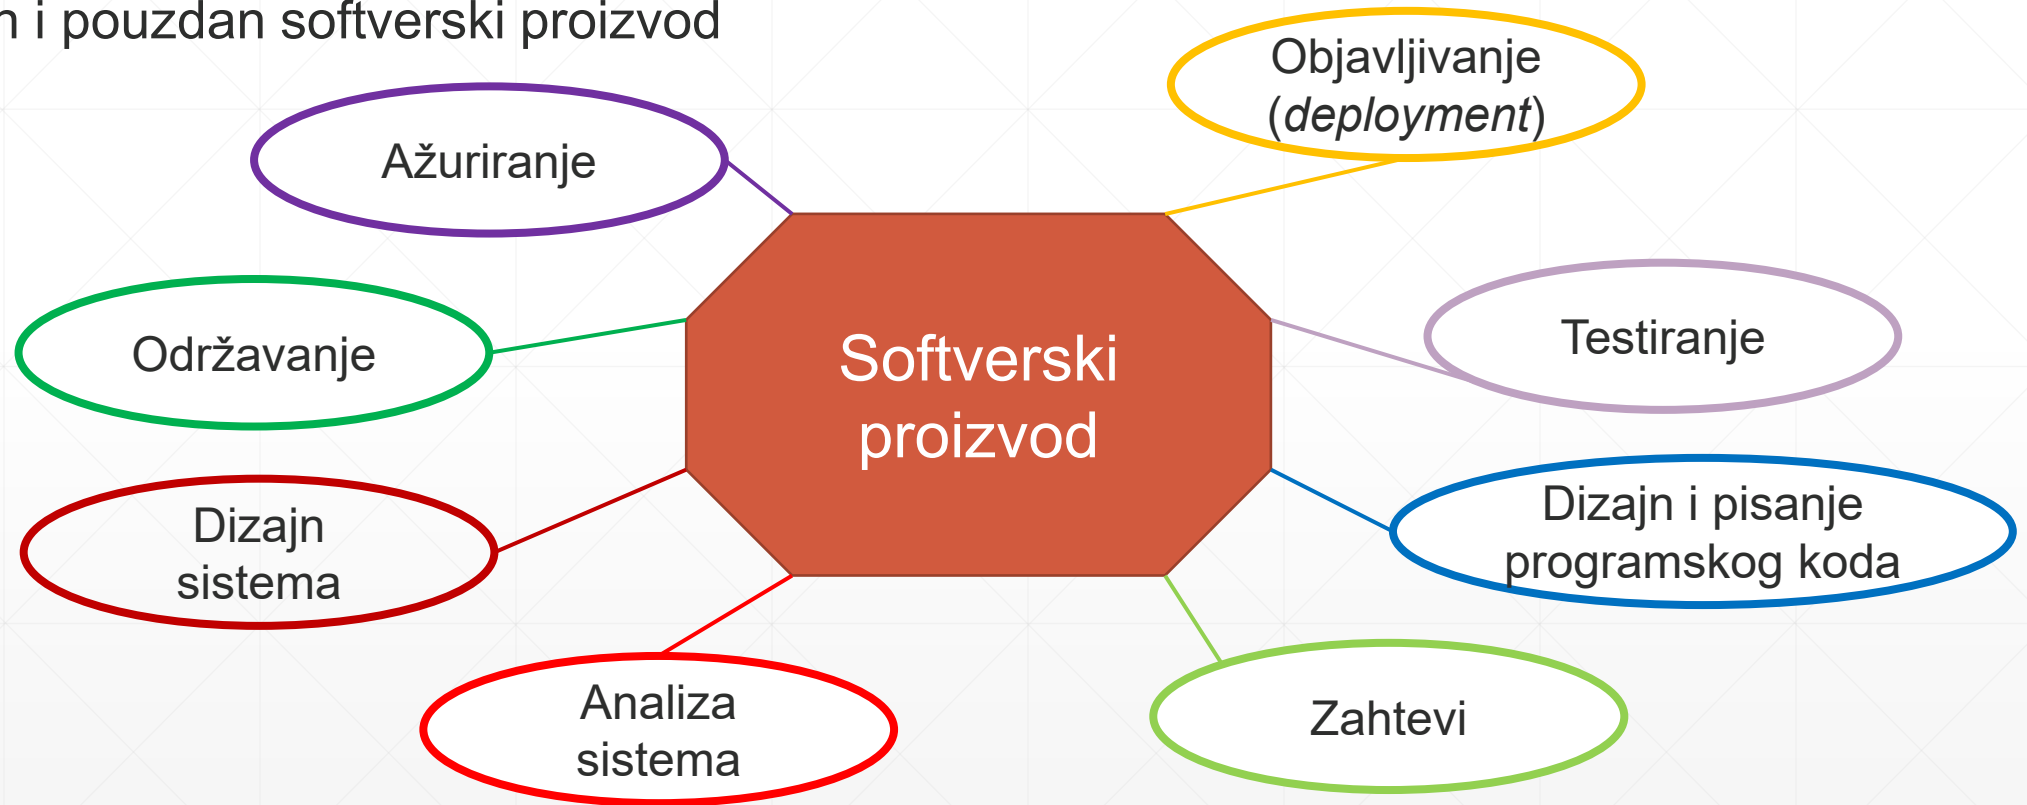 i pouzdan softverski proizvod
Objavljivanje
(deployment)
Ažuriranje
Testiranje
Održavanje
Softverski
proizvod
Dizajn i pisanje
programskog koda
Dizajn
sistema
Zahtevi
Analiza
sistema